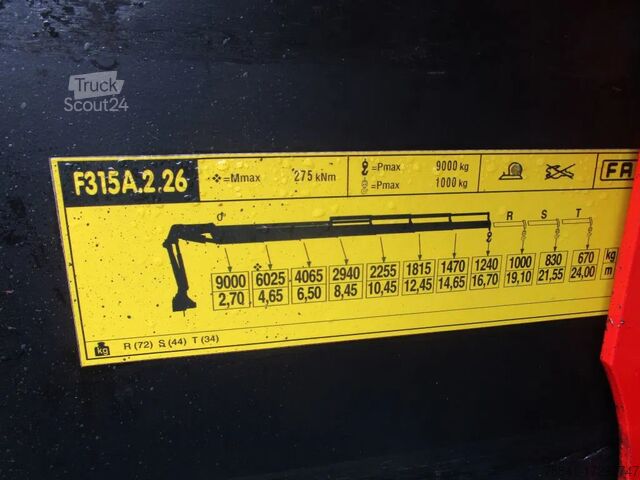 Truck
Scout24
F315A.2.26
=Mmax 275 kNm
=Pmax 9000 kg
=Pmax 1000 kg
FA
0°
R S T
9000 6025 4065 2940 2255 1815 1470 1240 1000 830 670 kg
2,70 4,65 6,50 8,45 10,45 12,45 14,65 16,70 19,10 21,55 24,00 m
kg R (72) S (44) T (34)